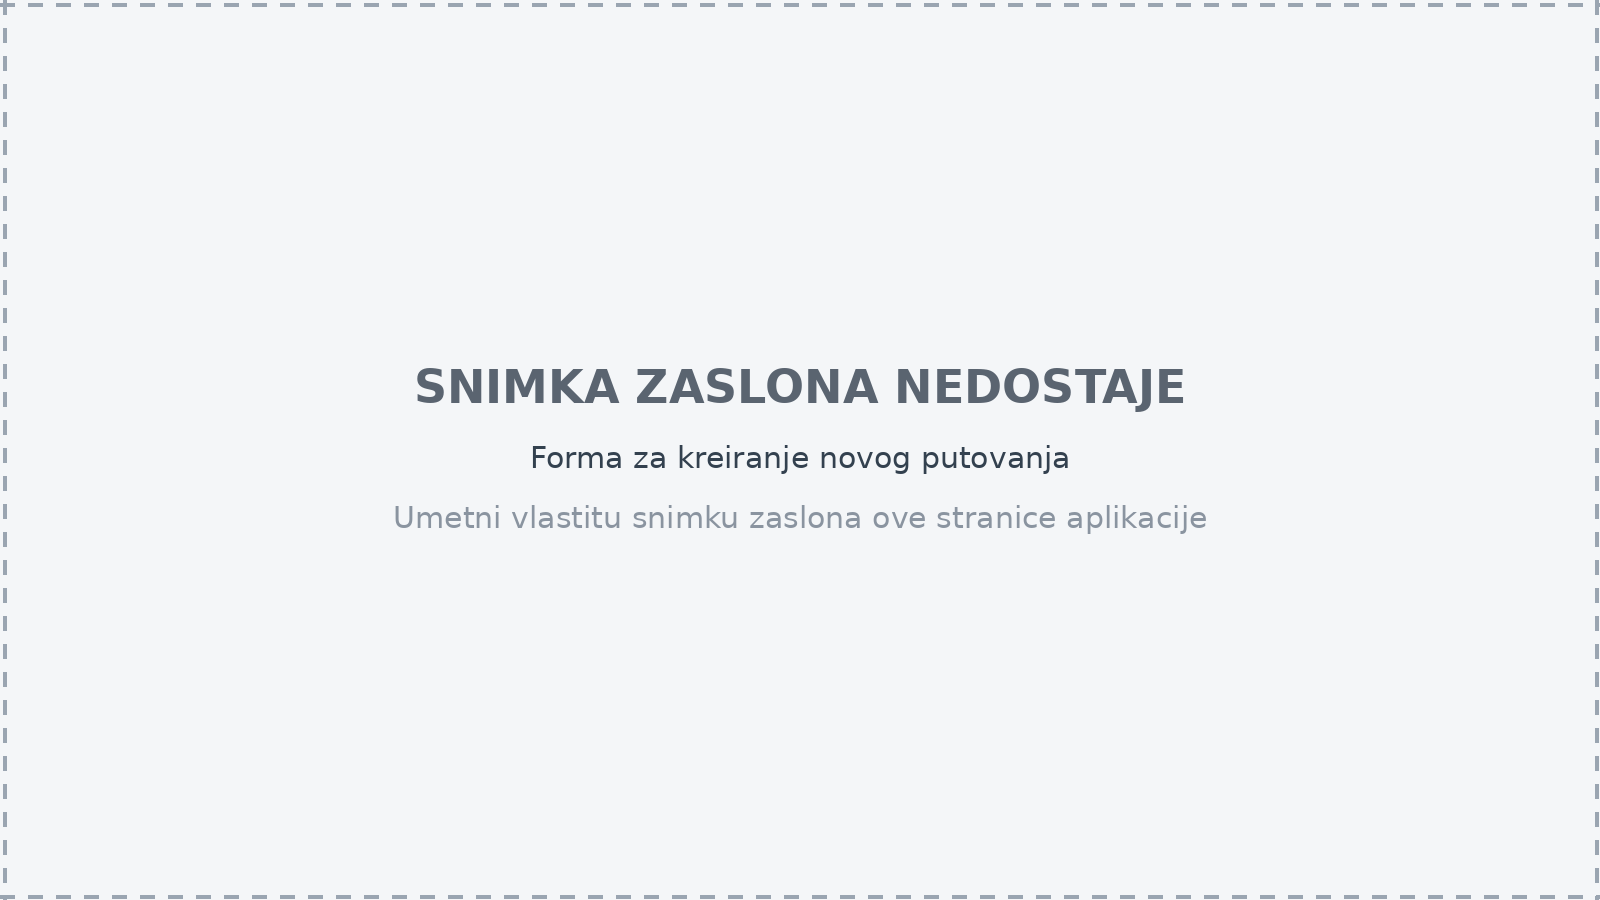 SNIMKA ZASLONA NEDOSTAJE
Forma za kreiranje novog putovanja
Umetni vlastitu snimku zaslona ove stranice aplikacije